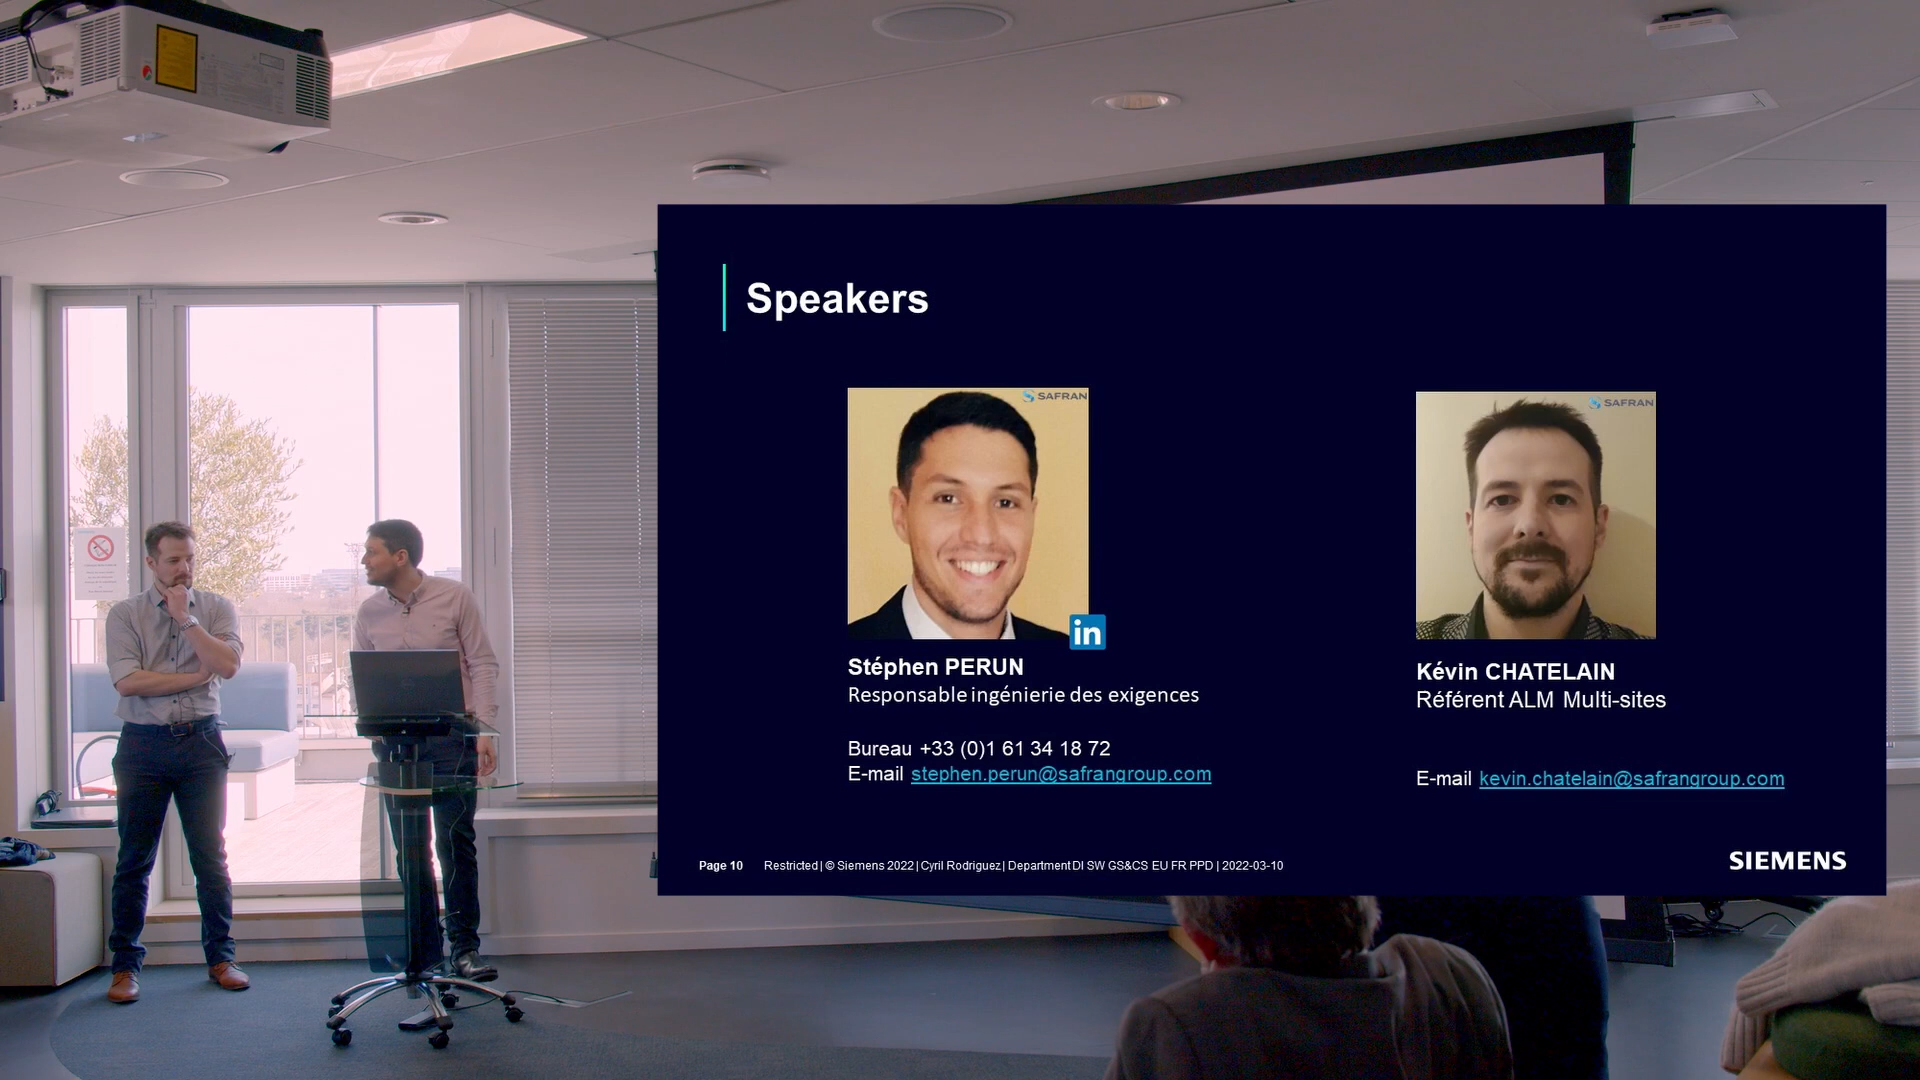 Speakers
SAFRAN
SAFRAN
in
Stéphen PERUN
Responsable ingénierie des exigences
Bureau +33 (0)1 61 34 18 72
E-mail stephen.perun@safrangroup.com
Kévin CHATELAIN
Référent ALM Multi-sites
E-mail kevin.chatelain@safrangroup.com
Page 10 Restricted | © Siemens 2022 | Cyril Rodriguez | Department DI SW GS&CS EU FR PPD | 2022-03-10
SIEMENS